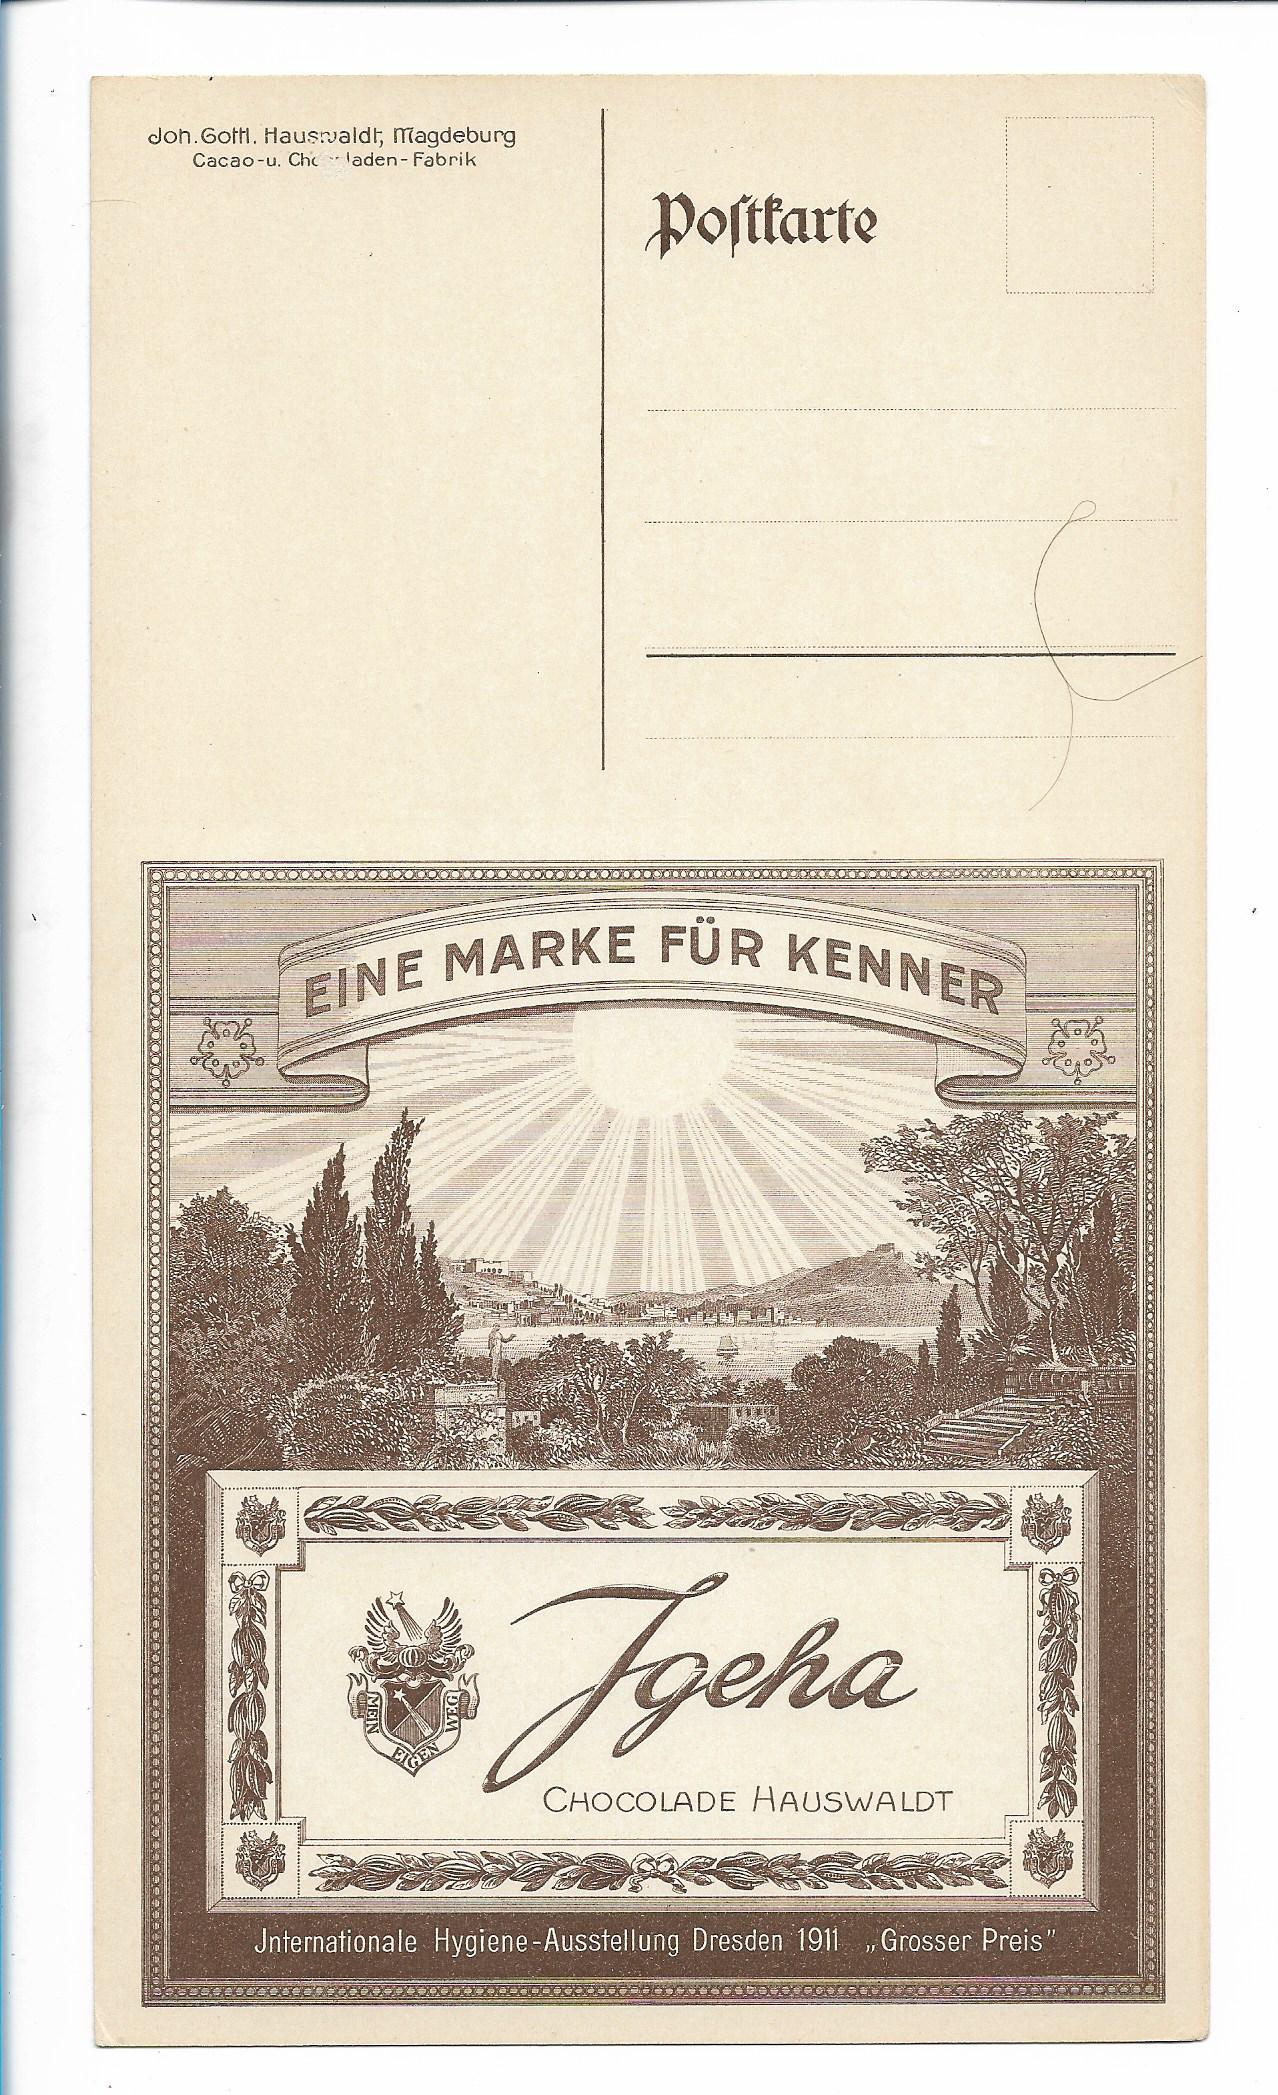 Joh. Gottl. Hauswaldt, Magdeburg
Cacao-u. Chocoladen-Fabrik
Postkarte
EINE MARKE FÜR KENNER
Jgeha
MEIN EIGEN WEG
CHOCOLADE HAUSWALDT
Jnternationale Hygiene-Ausstellung Dresden 1911 „Grosser Preis"